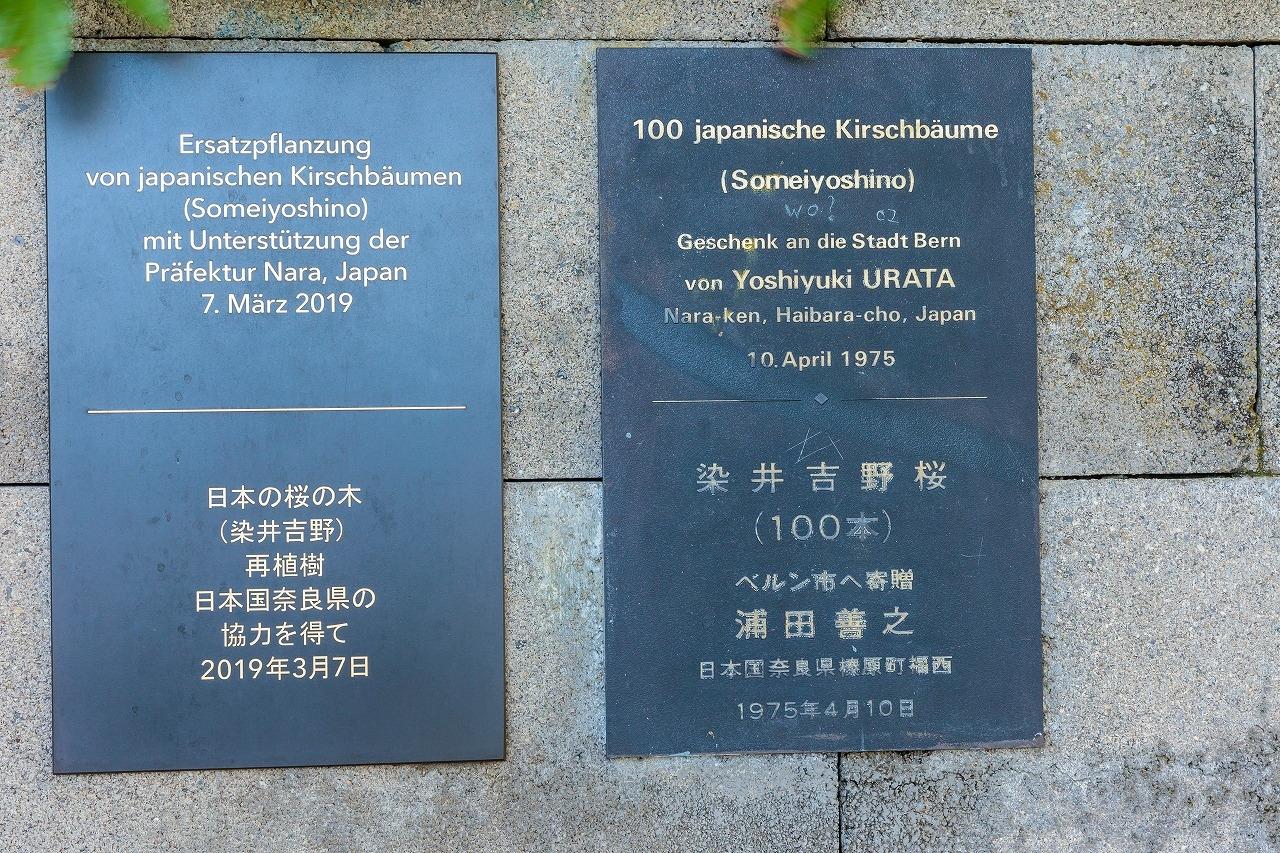 Ersatzpflanzung
von japanischen Kirschbäumen
(Someiyoshino)
mit Unterstützung der
Präfektur Nara, Japan
7. März 2019
日本の桜の木
（染井吉野）
再植樹
日本国奈良県の
協力を得て
2019年3月7日
100 japanische Kirschbäume
(Someiyoshino)
wo?
Geschenk an die Stadt Bern
von Yoshiyuki URATA
Nara-ken, Haibara-cho, Japan
10. April 1975
染井吉野桜
（100本）
ベルン市へ寄贈
浦田善之
日本国奈良県榛原町福西
1975年4月10日